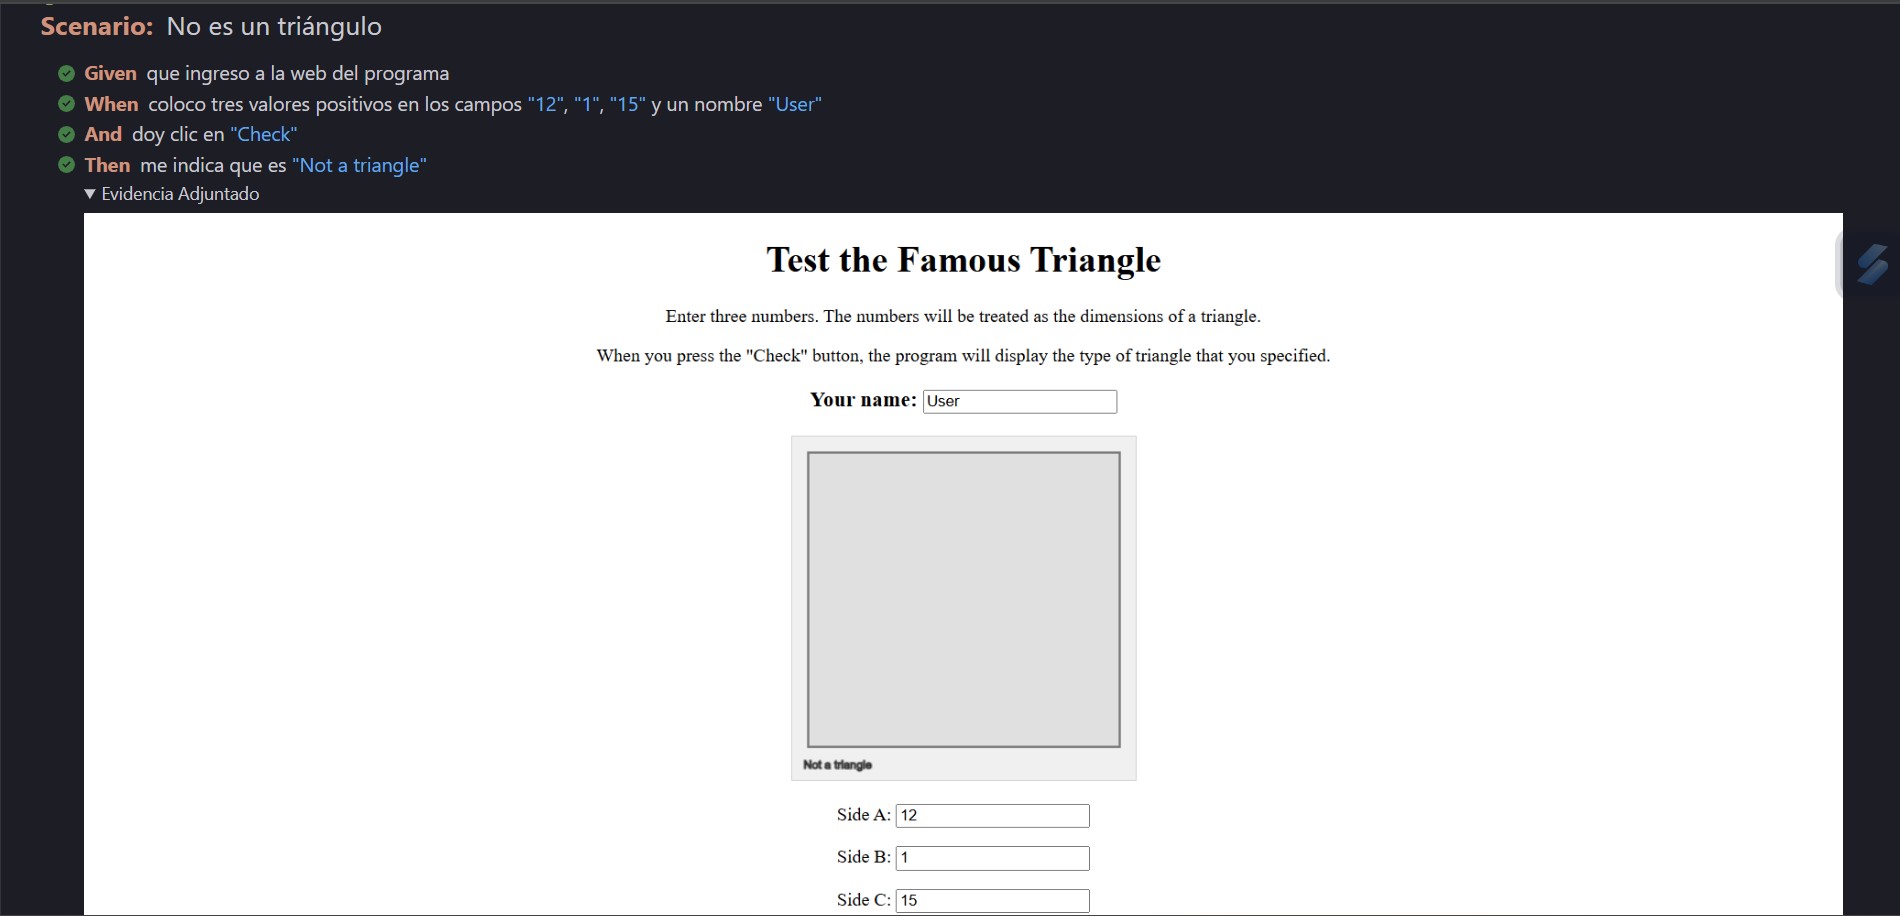 Scenario: No es un triángulo
Given que ingreso a la web del programa
When coloco tres valores positivos en los campos "12", "1", "15" y un nombre "User"
And doy clic en "Check"
Then me indica que es "Not a triangle"
▼ Evidencia Adjuntado
Test the Famous Triangle
Enter three numbers. The numbers will be treated as the dimensions of a triangle.
When you press the "Check" button, the program will display the type of triangle that you specified.
Your name: User
Not a triangle
Side A: 12
Side B: 1
Side C: 15